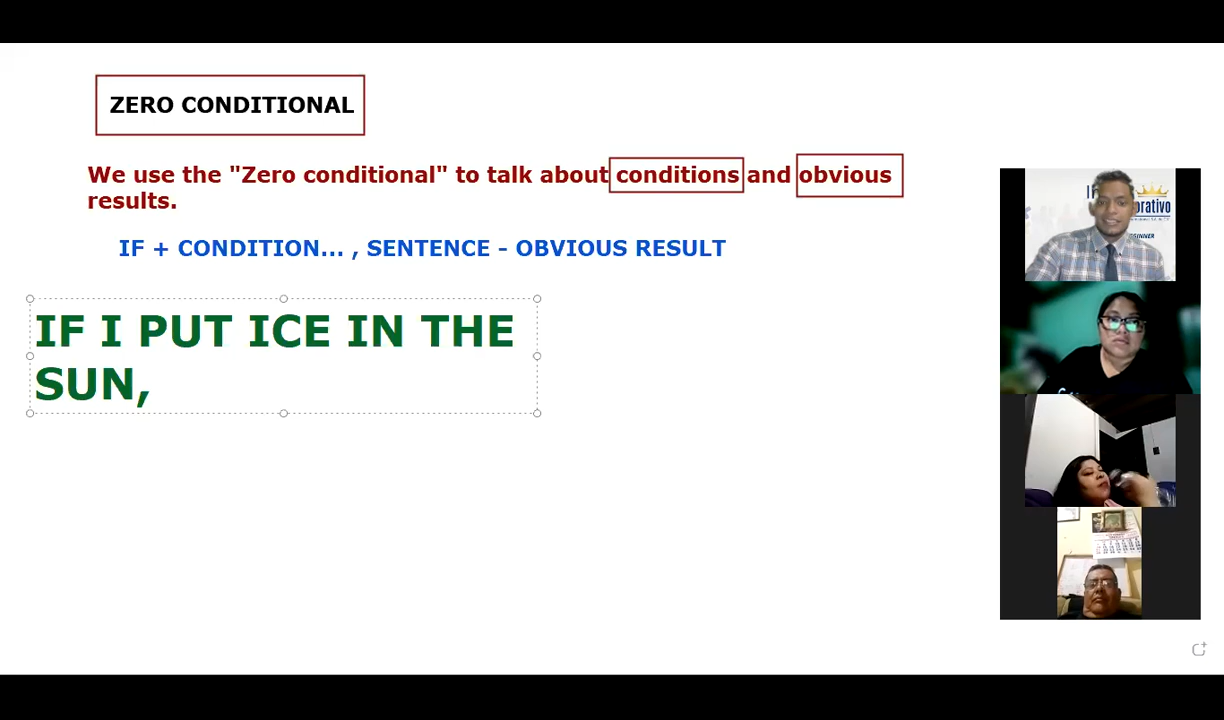 ZERO CONDITIONAL
We use the "Zero conditional" to talk about conditions and obvious
results.
IF + CONDITION... , SENTENCE - OBVIOUS RESULT
IF I PUT ICE IN THE
SUN,